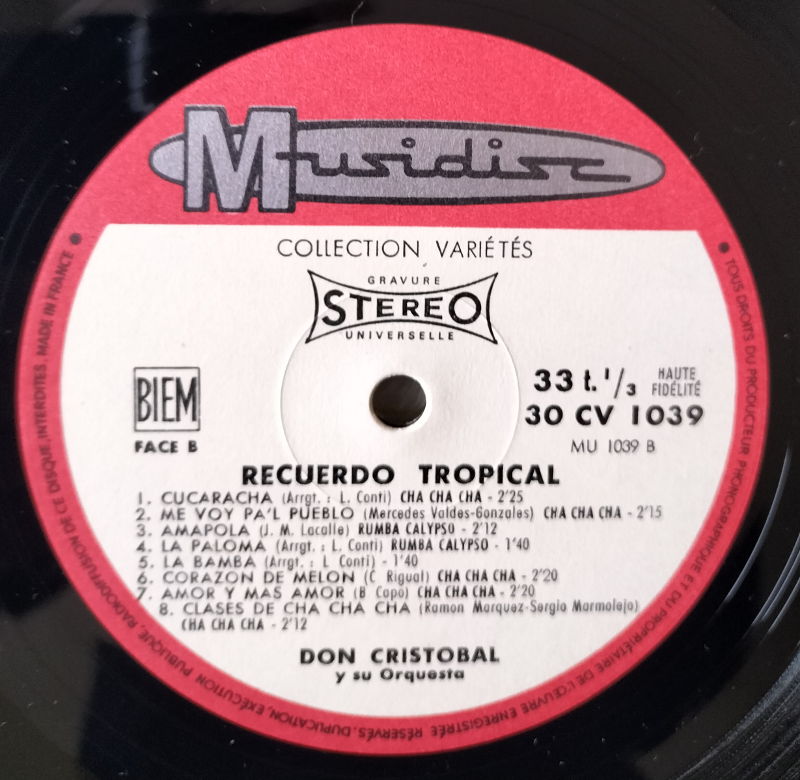 Musidisc
COLLECTION VARIÉTÉS
GRAVURE
STEREO
UNIVERSELLE
BIEM
FACE B
33 t. 1/3
HAUTE
FIDÉLITÉ
30 CV 1039
MU 1039 B
RECUERDO TROPICAL
1. CUCARACHA (Arrgt. : L. Conti) CHA CHA CHA - 2'25
2. ME VOY PA'L PUEBLO (Mercedes Valdes-Gonzales) CHA CHA CHA - 2'15
3. AMAPOLA (J. M. Lacalle) RUMBA CALYPSO - 2'12
4. LA PALOMA (Arrgt. : L. Conti) RUMBA CALYPSO - 1'40
5. LA BAMBA (Arrgt. : L Conti) - 1'40
6. CORAZON DE MELON (C Rigual) CHA CHA CHA - 2'20
7. AMOR Y MAS AMOR (B Capo) CHA CHA CHA - 2'20
8. CLASES DE CHA CHA CHA (Ramon Marquez-Sergio Marmolejo)
CHA CHA CHA - 2'12
DON CRISTOBAL
y su Orquesta
TOUS DROITS DU PRODUCTEUR PHONOGRAPHIQUE ET DU PROPRIÉTAIRE DE L'ŒUVRE ENREGISTRÉE RÉSERVÉS. DUPLICATION, EXÉCUTION PUBLIQUE, RADIODIFFUSION DE CE DISQUE, INTERDITES. MADE IN FRANCE